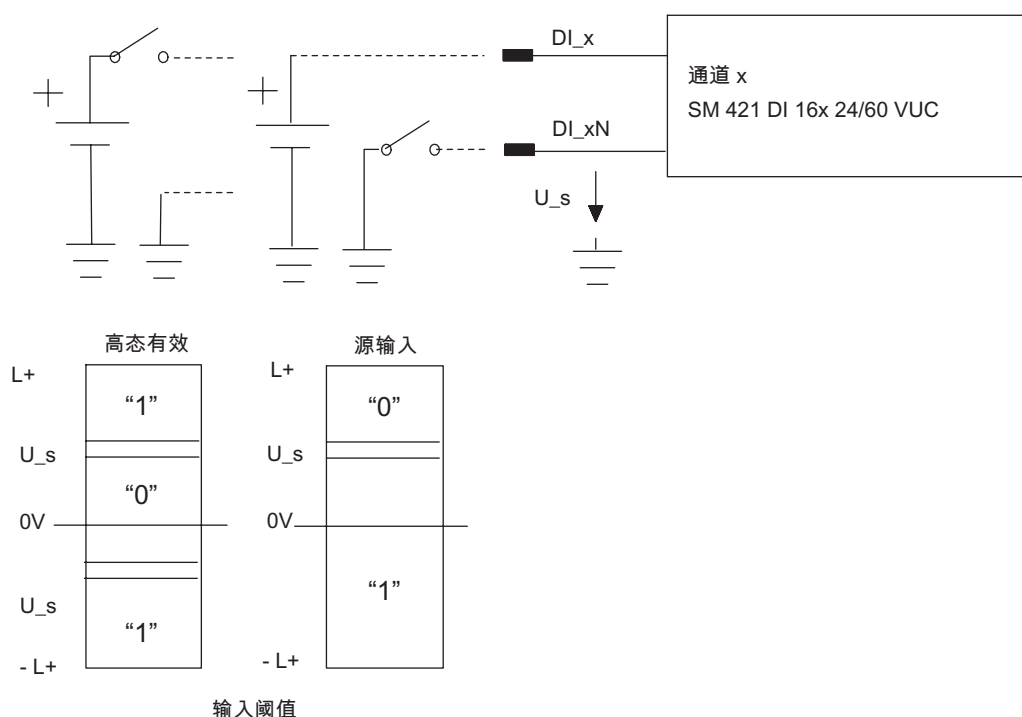 DI_x
通道 x
SM 421 DI 16x 24/60 VUC
+
+
DI_xN
U_s
高态有效
源输入
L+
L+
“1”
“0”
U_s
U_s
“0”
0V
0V
“1”
U_s
“1”
- L+
- L+
输入阈值